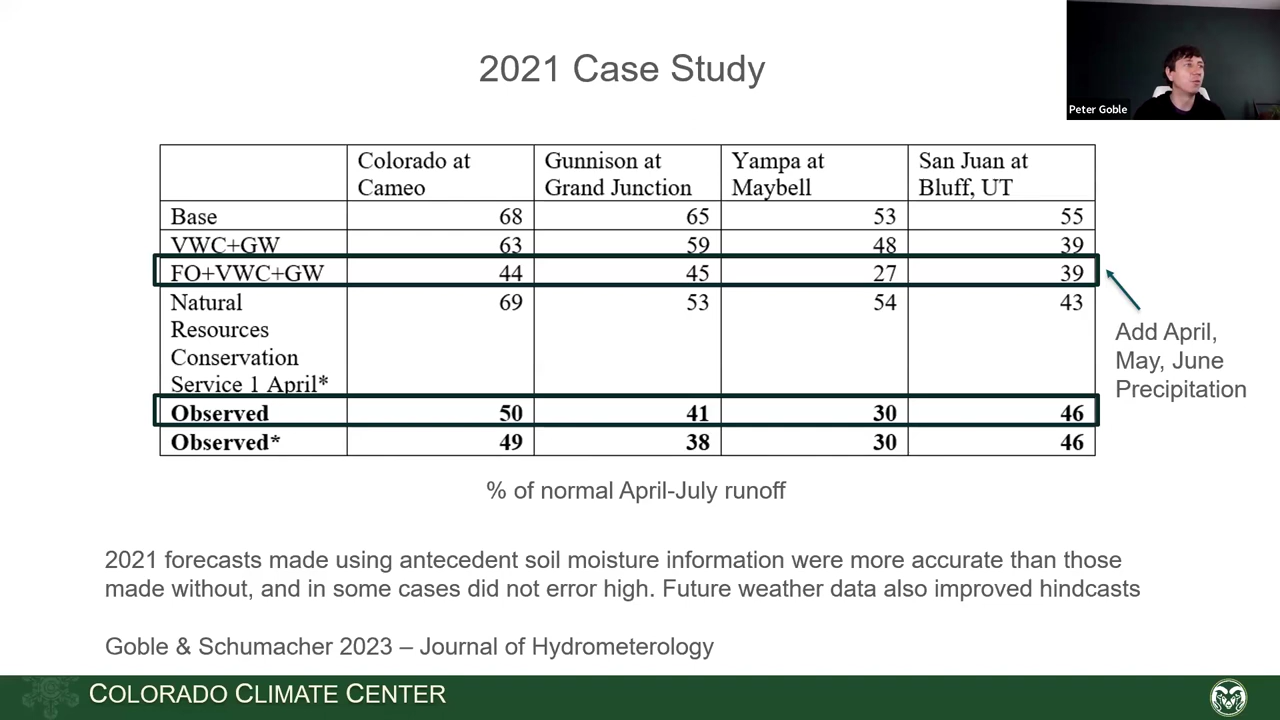 2021 Case Study
Peter Goble
Colorado at Cameo Gunnison at Grand Junction Yampa at Maybell San Juan at Bluff, UT
Base 68 65 53 55
VWC+GW 63 59 48 39
FO+VWC+GW 44 45 27 39
Natural 69 53 54 43
Resources
Conservation
Service 1 April*
Observed 50 41 30 46
Observed* 49 38 30 46
Add April,
May, June
Precipitation
% of normal April-July runoff
2021 forecasts made using antecedent soil moisture information were more accurate than those
made without, and in some cases did not error high. Future weather data also improved hindcasts
Goble & Schumacher 2023 – Journal of Hydrometerology
COLORADO CLIMATE CENTER